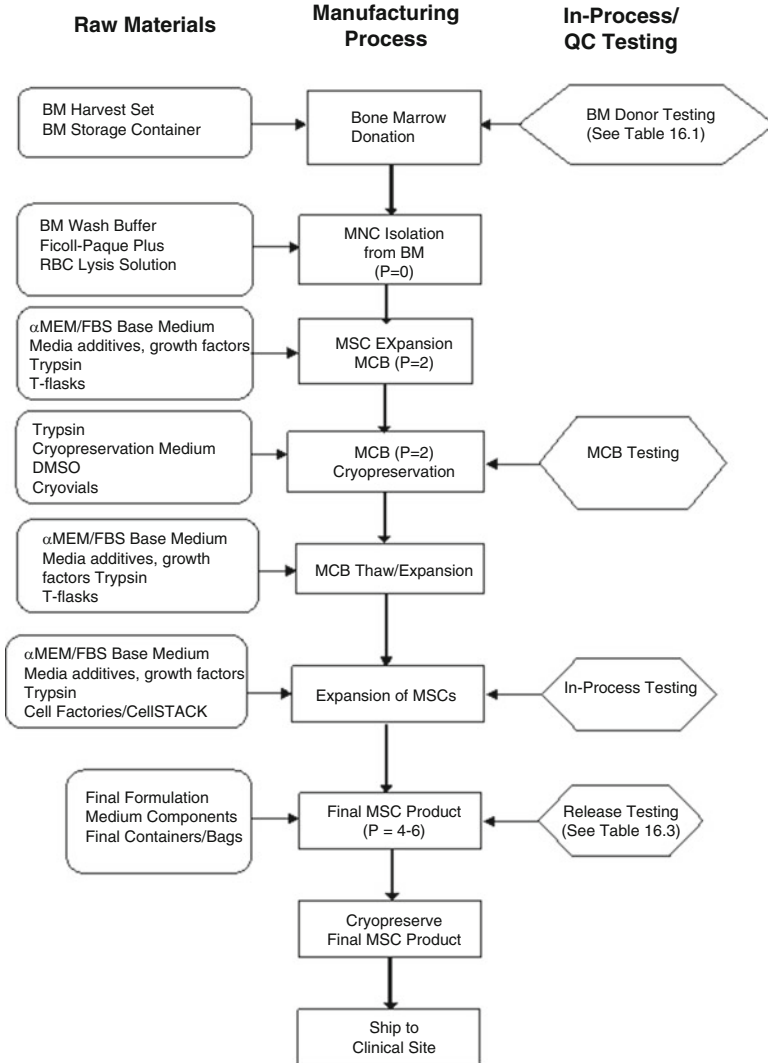 Raw Materials
Manufacturing
Process
In-Process/
QC Testing
BM Harvest Set
BM Storage Container
Bone Marrow
Donation
BM Donor Testing
(See Table 16.1)
BM Wash Buffer
Ficoll-Paque Plus
RBC Lysis Solution
MNC Isolation
from BM
(P=0)
αMEM/FBS Base Medium
Media additives, growth factors
Trypsin
T-flasks
MSC EXpansion
MCB (P=2)
Trypsin
Cryopreservation Medium
DMSO
Cryovials
MCB (P=2)
Cryopreservation
MCB Testing
αMEM/FBS Base Medium
Media additives, growth
factors Trypsin
T-flasks
MCB Thaw/Expansion
αMEM/FBS Base Medium
Media additives, growth factors
Trypsin
Cell Factories/CellSTACK
Expansion of MSCs
In-Process Testing
Final Formulation
Medium Components
Final Containers/Bags
Final MSC Product
(P = 4-6)
Release Testing
(See Table 16.3)
Cryopreserve
Final MSC Product
Ship to
Clinical Site